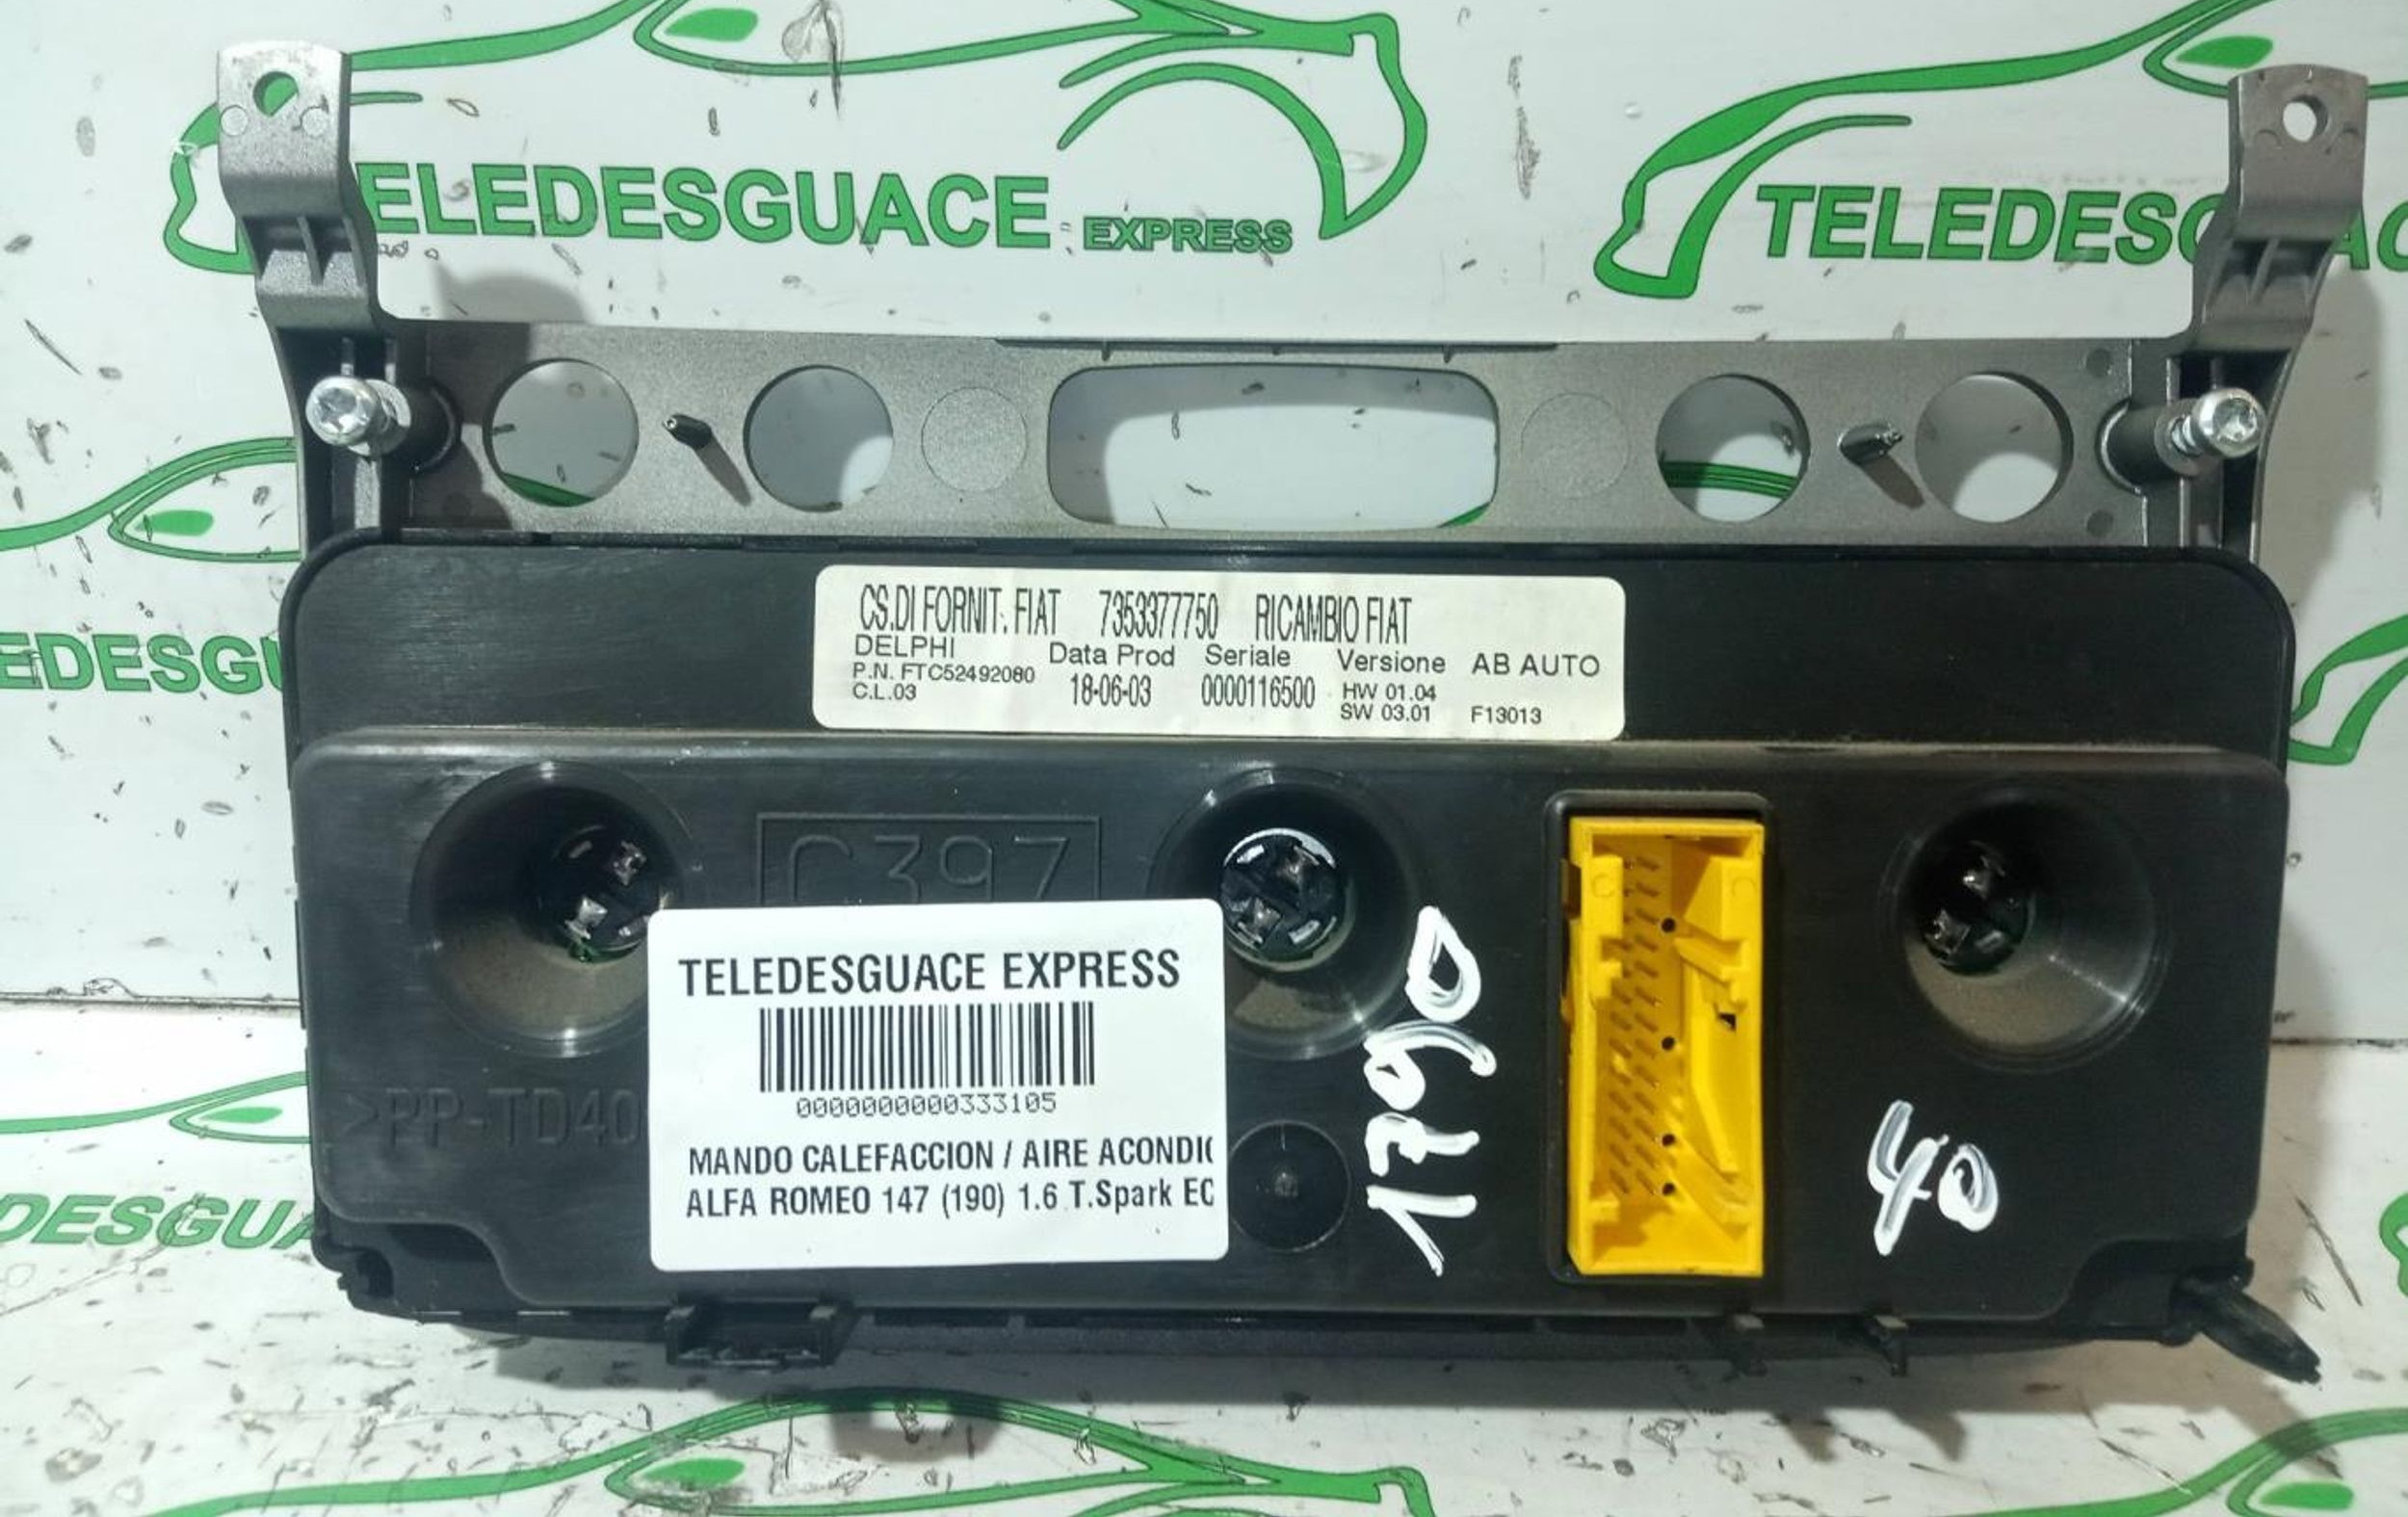 TELEDESGUACE EXPRESS
TELEDESGUACE
CS.DI FORNIT. FIAT 7353377750 RICAMBIO FIAT
DELPHI Data Prod Seriale Versione AB AUTO
P.N. FTC52492080 18-06-03 0000116500 HW 01.04
C.L.03 SW 03.01 F13013
EDESGU
C397
TELEDESGUACE EXPRESS
0000000000333105
>PP-TD40
MANDO CALEFACCION / AIRE ACONDI
ALFA ROMEO 147 (190) 1.6 T.Spark EC
1790
40
DESGUA